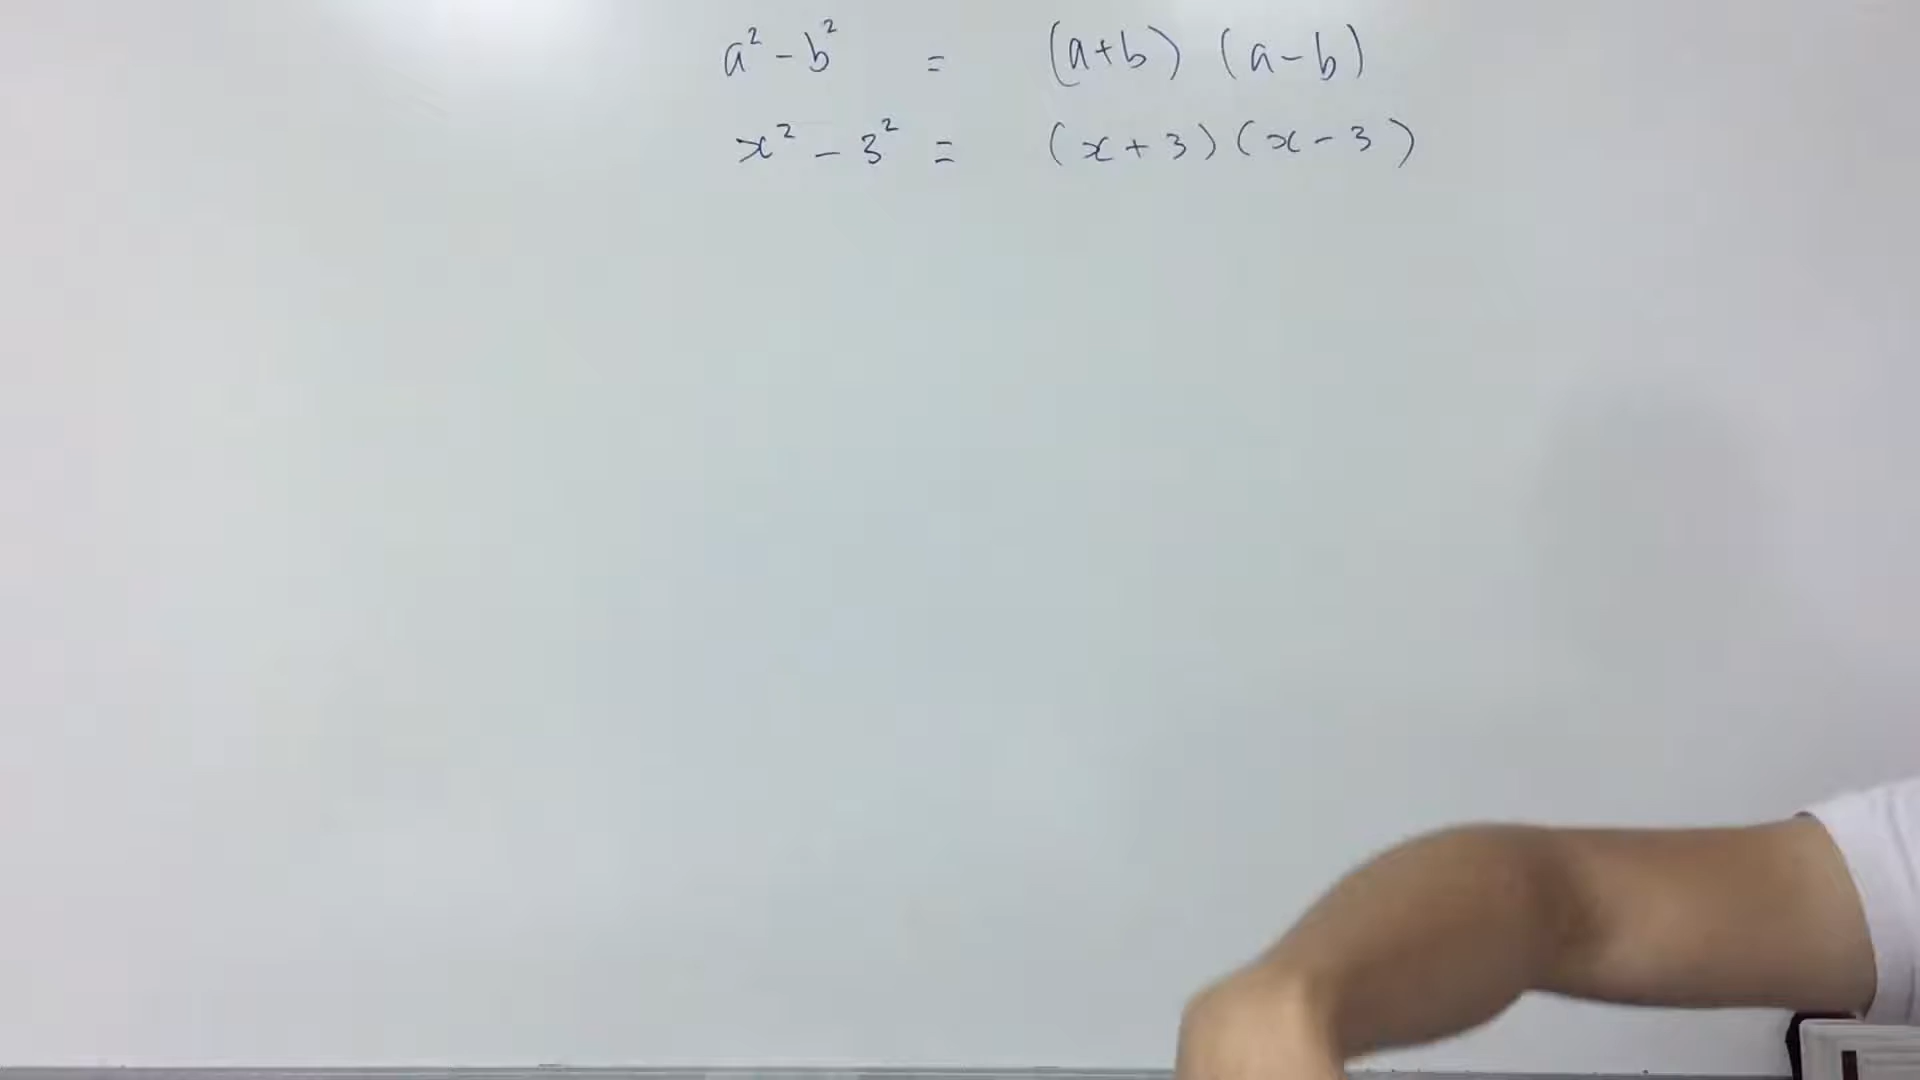 a² - b² = (a+b) (a-b)
x² - 3² = (x+3)(x-3)